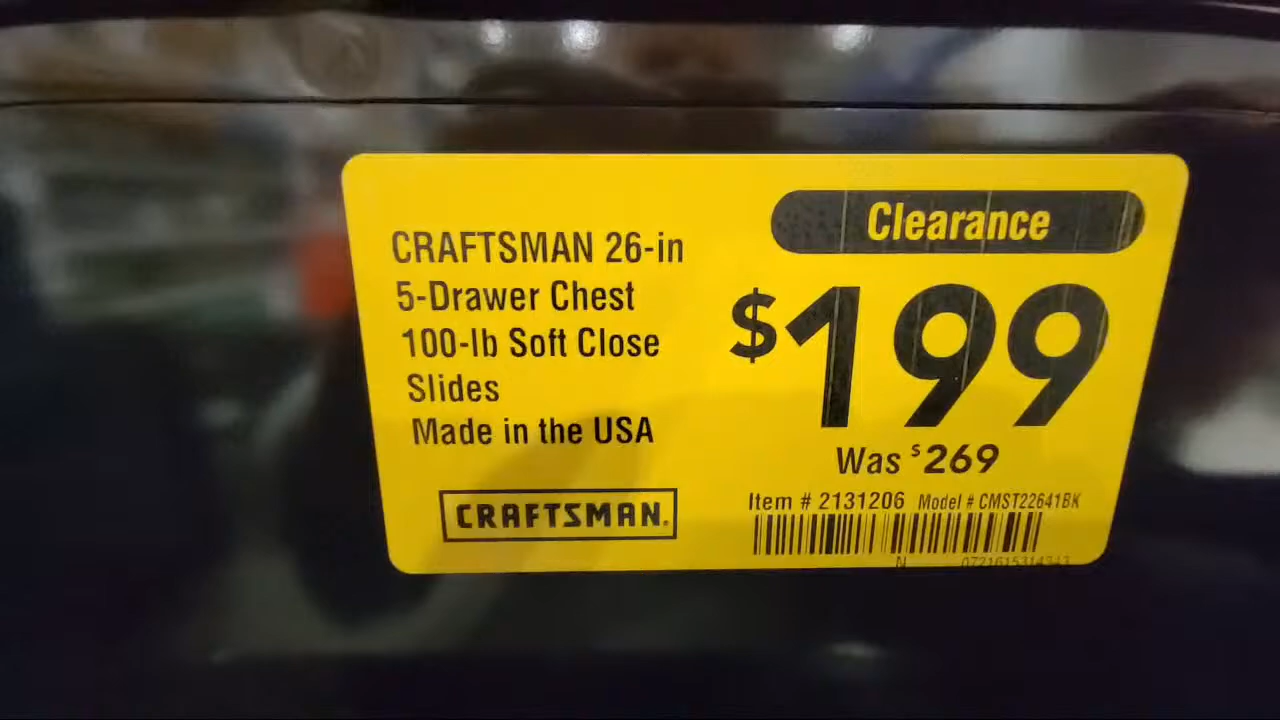 CRAFTSMAN 26-in
5-Drawer Chest
100-lb Soft Close
Slides
Made in the USA
CRAFTSMAN®
Clearance
$199
Was $269
Item # 2131206 Model # CMST22641BK
N